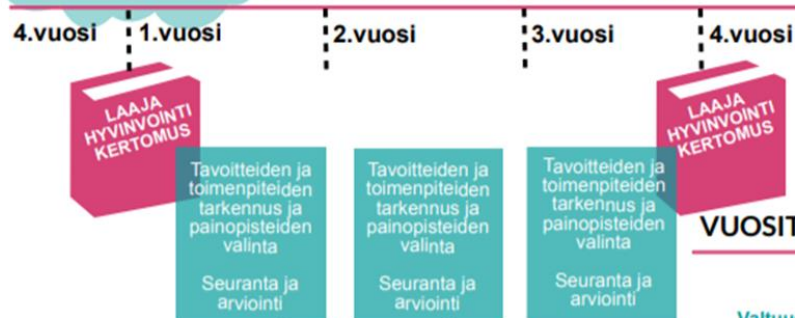 4.vuosi
1.vuosi
2.vuosi
3.vuosi
4.vuosi
LAAJA
HYVINVOINTI
KERTOMUS
Tavoitteiden ja
toimenpiteiden
tarkennus ja
painopisteiden
valinta
Seuranta ja
arviointi
Tavoitteiden ja
toimenpiteiden
tarkennus ja
painopisteiden
valinta
Seuranta ja
arviointi
Tavoitteiden ja
toimenpiteiden
tarkennus ja
painopisteiden
valinta
Seuranta ja
arviointi
LAAJA
HYVINVOINTI
KERTOMUS
VUOSIT